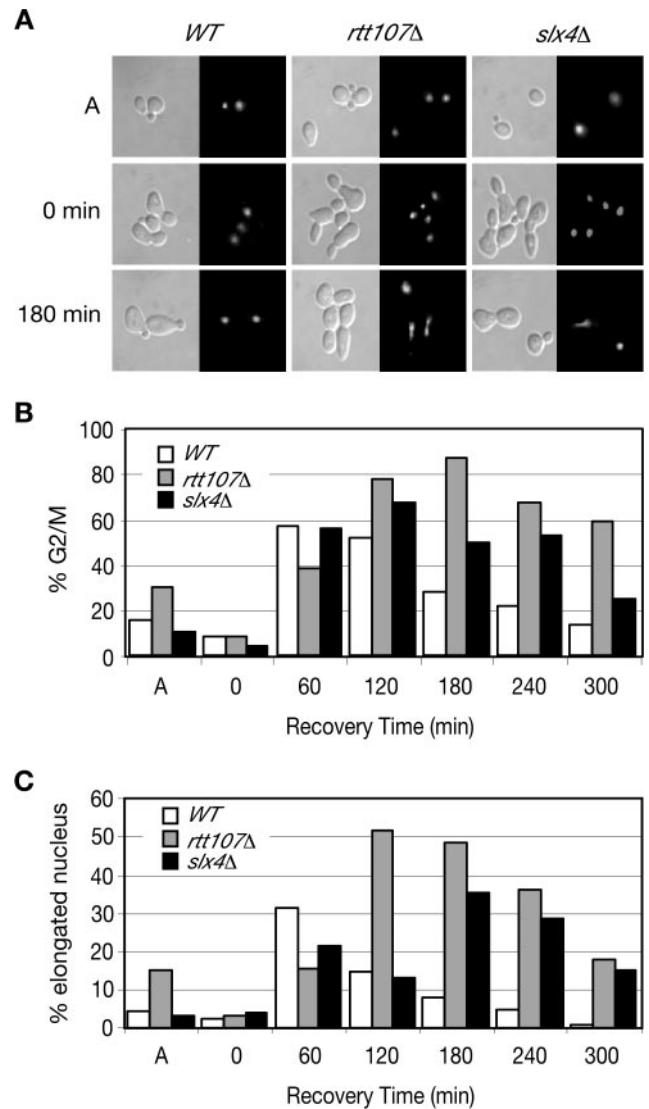 A
WT rtt107Δ slx4Δ
A
0 min
180 min
B
100
80
60
40
20
0
% G2/M
WT
rtt107Δ
slx4Δ
A 0 60 120 180 240 300
Recovery Time (min)
C
60
50
40
30
20
10
0
% elongated nucleus
WT
rtt107Δ
slx4Δ
A 0 60 120 180 240 300
Recovery Time (min)